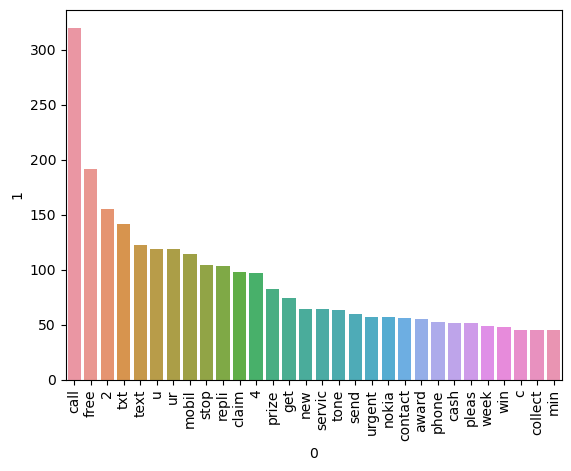 300
250
200
150
100
50
0
1
call
free
2
txt
text
u
ur
mobil
stop
repli
claim
4
prize
get
new
servic
tone
send
urgent
nokia
contact
award
phone
cash
pleas
week
win
c
collect
min
0